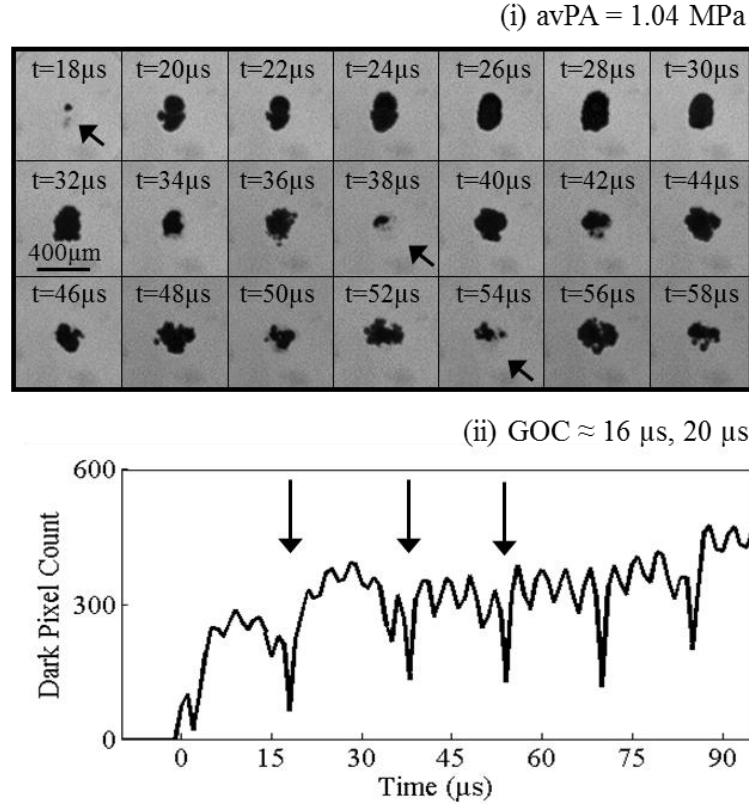 (i) avPA = 1.04 MPa
t=18µs t=20µs t=22µs t=24µs t=26µs t=28µs t=30µs
t=32µs t=34µs t=36µs t=38µs t=40µs t=42µs t=44µs
400µm
t=46µs t=48µs t=50µs t=52µs t=54µs t=56µs t=58µs
(ii) GOC ≈ 16 µs, 20 µs
600
300
0
Dark Pixel Count
0 15 30 45 60 75 90
Time (µs)